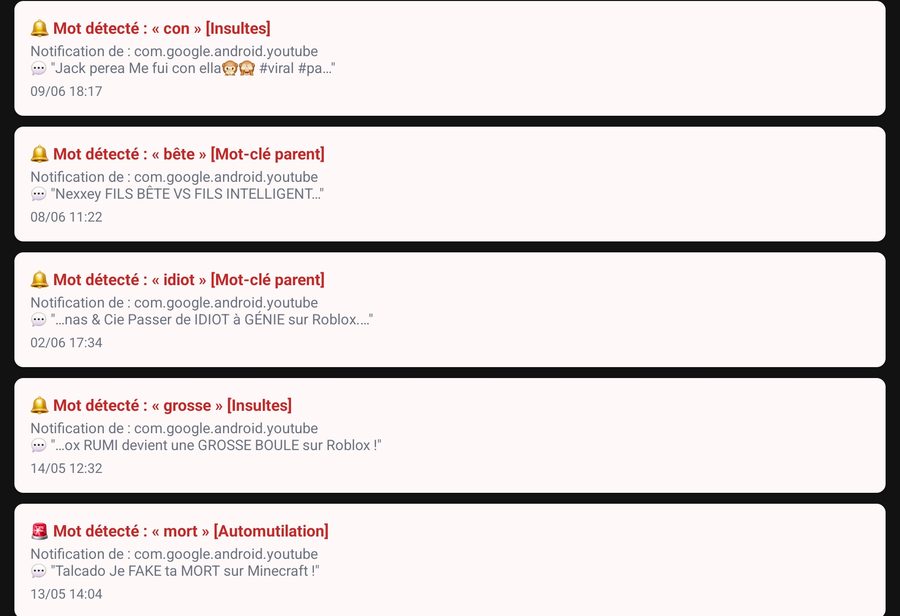 🔔 Mot détecté : « con » [Insultes]
Notification de : com.google.android.youtube
💬 "Jack perea Me fui con ella🙊🙈 #viral #pa…"
09/06 18:17
🔔 Mot détecté : « bête » [Mot-clé parent]
Notification de : com.google.android.youtube
💬 "Nexxey FILS BÊTE VS FILS INTELLIGENT…"
08/06 11:22
🔔 Mot détecté : « idiot » [Mot-clé parent]
Notification de : com.google.android.youtube
💬 "…nas & Cie Passer de IDIOT à GÉNIE sur Roblox.…"
02/06 17:34
🔔 Mot détecté : « grosse » [Insultes]
Notification de : com.google.android.youtube
💬 "…ox RUMI devient une GROSSE BOULE sur Roblox !"
14/05 12:32
🚨 Mot détecté : « mort » [Automutilation]
Notification de : com.google.android.youtube
💬 "Talcado Je FAKE ta MORT sur Minecraft !"
13/05 14:04